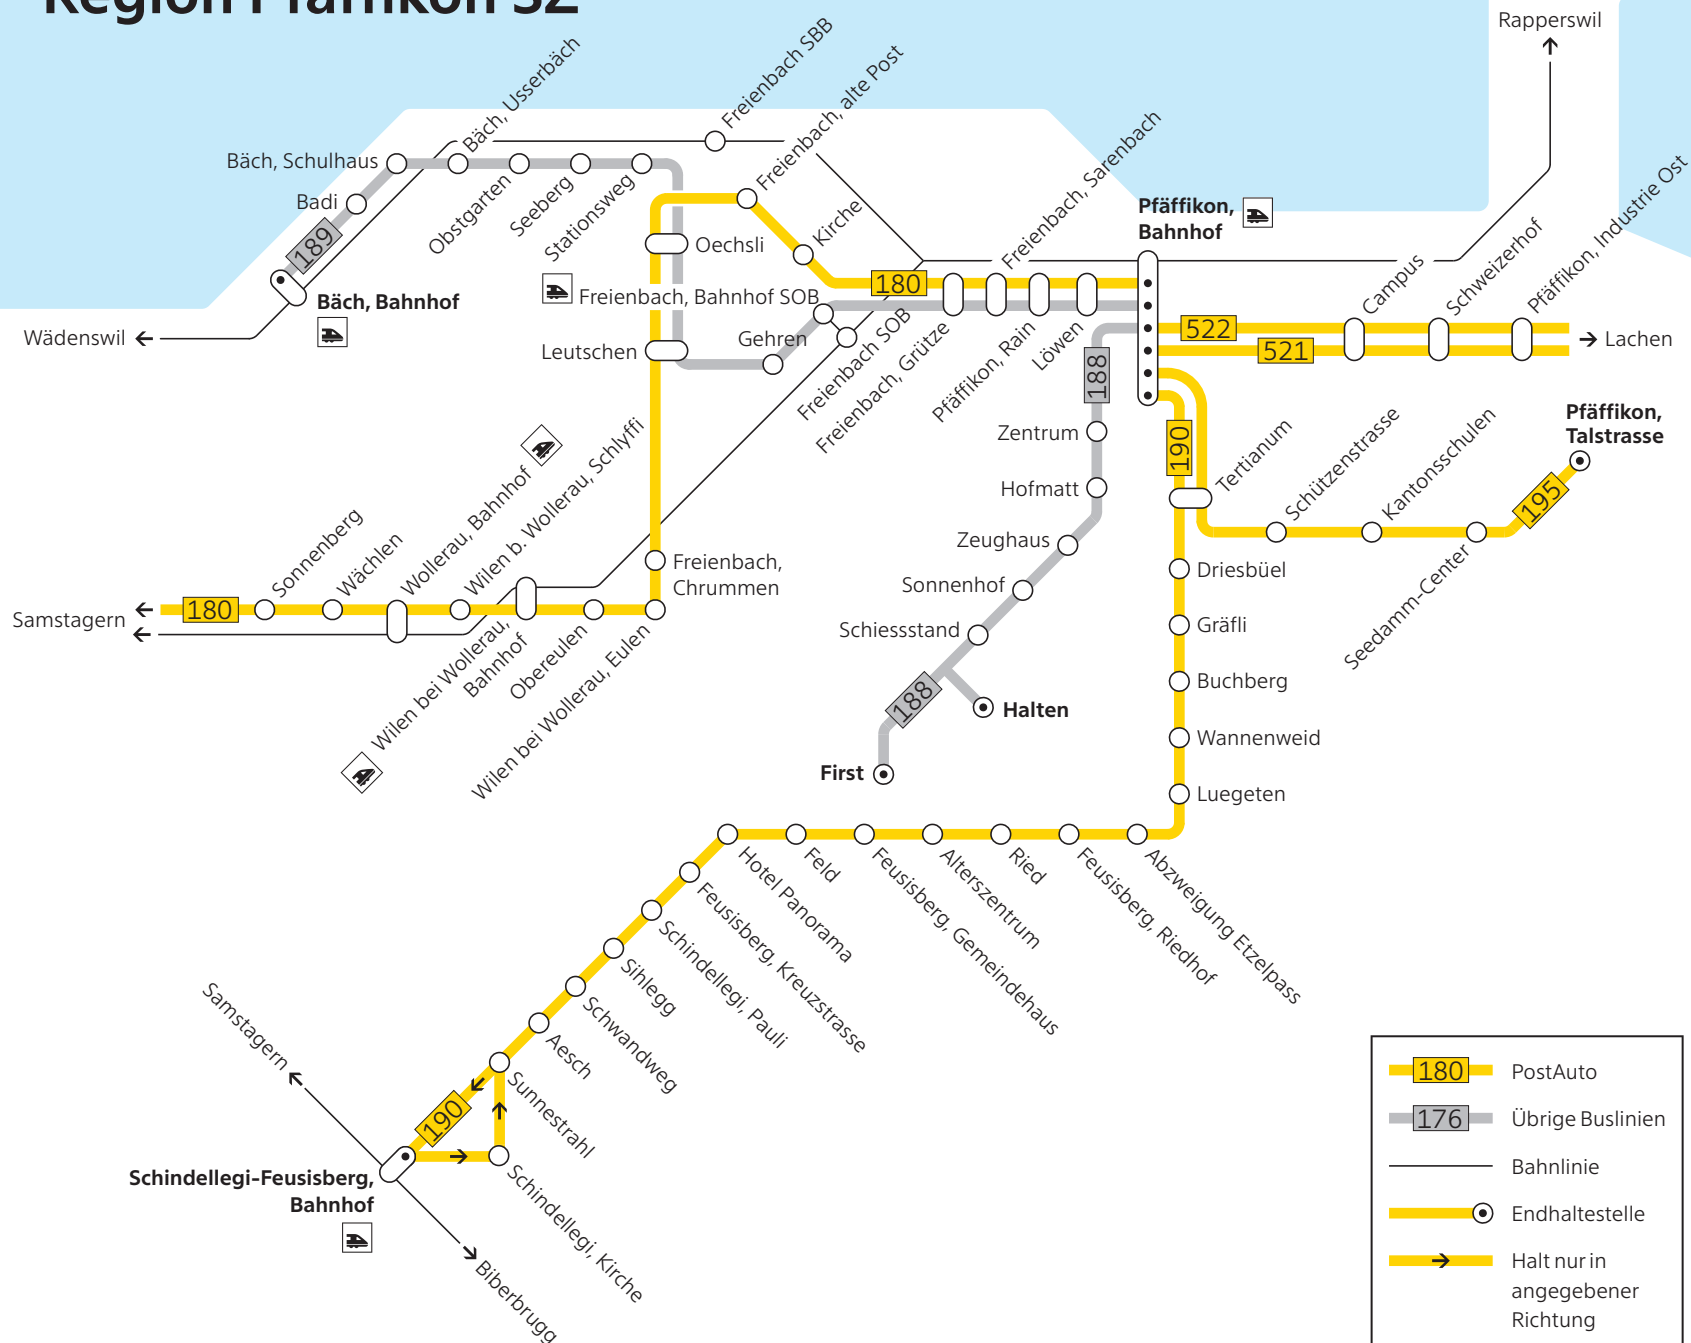 Region Pfäffikon SZ
Rapperswil
Freienbach SBB
Bäch, Usserbäch
Freienbach, alte Post
Bäch, Schulhaus
Badi
189
Obstgarten
Seeberg
Stationsweg
Oechsli
Kirche
Freienbach, Sarenbach
Pfäffikon,
Bahnhof
Campus
Schweizerhof
Pfäffikon, Industrie Ost
Bäch, Bahnhof
Wädenswil
Freienbach, Bahnhof SOB
180
Gehren
Leutschen
Freienbach SOB
Freienbach, Grütze
Pfäffikon, Rain
Löwen
522
521
Lachen
188
190
Zentrum
Hofmatt
Zeughaus
Sonnenhof
Schiessstand
188
Halten
First
Tertianum
Schützenstrasse
Kantonsschulen
Seedamm-Center
195
Pfäffikon,
Talstrasse
Sonnenberg
Wächlen
Wollerau, Bahnhof
Wilen b. Wollerau, Schlyffi
Freienbach,
Chrummen
180
Samstagern
Wilen bei Wollerau,
Bahnhof
Obereulen
Wilen bei Wollerau, Eulen
Driesbüel
Gräfli
Buchberg
Wannenweid
Luegeten
Abzweigung Etzelpass
Feusisberg, Riedhof
Ried
Alterszentrum
Feusisberg, Gemeindehaus
Feld
Hotel Panorama
Feusisberg, Kreuzstrasse
Schindellegi, Pauli
Sihlegg
Schwandweg
Aesch
Sunnestrahl
190
Schindellegi, Kirche
Samstagern
Schindellegi-Feusisberg,
Bahnhof
Biberbrugg
180 PostAuto
176 Übrige Buslinien
Bahnlinie
Endhaltestelle
Halt nur in
angegebener
Richtung